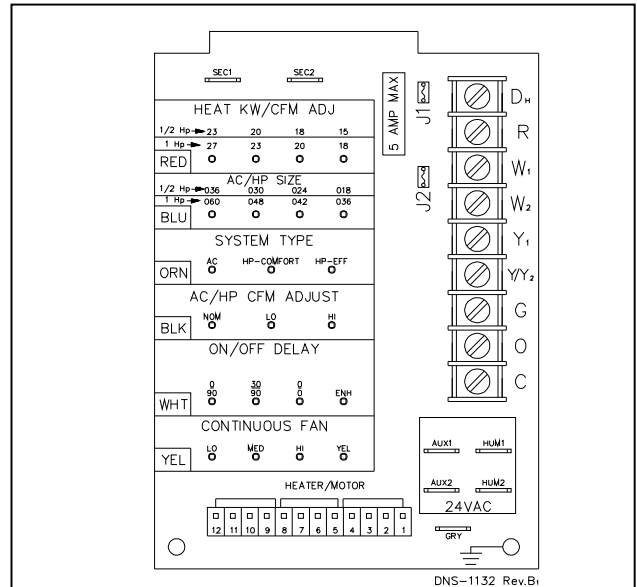 SEC1 SEC2
5 AMP MAX
J1
J2
HEAT KW/CFM ADJ
1/2 Hp 23 20 18 15
1 Hp 27 23 20 18
RED
AC/HP SIZE
1/2 Hp 036 030 024 018
1 Hp 060 048 042 036
BLU
SYSTEM TYPE
AC HP-COMFORT HP-EFF
ORN
AC/HP CFM ADJUST
NOM LO HI
BLK
ON/OFF DELAY
0 30 0 ENH
90 90 0
WHT
CONTINUOUS FAN
LO MED HI YEL
YEL
HEATER/MOTOR
12 11 10 9 8 7 6 5 4 3 2 1
DH
R
W1
W2
Y1
Y/Y2
G
O
C
AUX1 HUM1
AUX2 HUM2
24VAC
GRY
DNS-1132 Rev.B